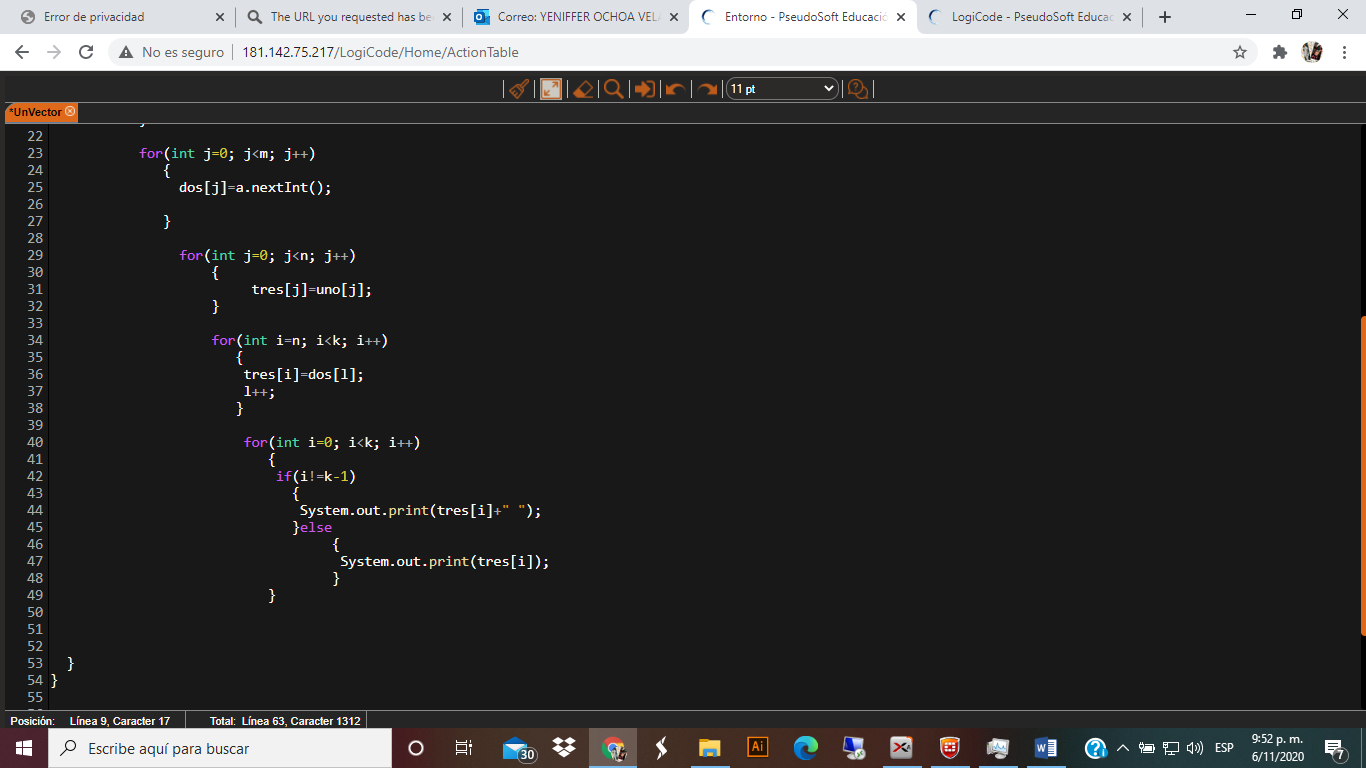 Error de privacidad
The URL you requested has be
Correo: YENIFFER OCHOA VELA
Entorno - PseudoSoft Educació
LogiCode - PseudoSoft Educac
No es seguro 181.142.75.217/LogiCode/Home/ActionTable
11 pt
*UnVector
22
23 for(int j=0; j<m; j++)
24 {
25 dos[j]=a.nextInt();
26
27 }
28
29 for(int j=0; j<n; j++)
30 {
31 tres[j]=uno[j];
32 }
33
34 for(int i=n; i<k; i++)
35 {
36 tres[i]=dos[l];
37 l++;
38 }
39
40 for(int i=0; i<k; i++)
41 {
42 if(i!=k-1)
43 {
44 System.out.print(tres[i]+" ");
45 }else
46 {
47 System.out.print(tres[i]);
48 }
49 }
50
51
52
53 }
54 }
55
Posición: Línea 9, Caracter 17 Total: Línea 63, Caracter 1312
Escribe aquí para buscar
30
Ai
ESP
9:52 p. m.
6/11/2020
7